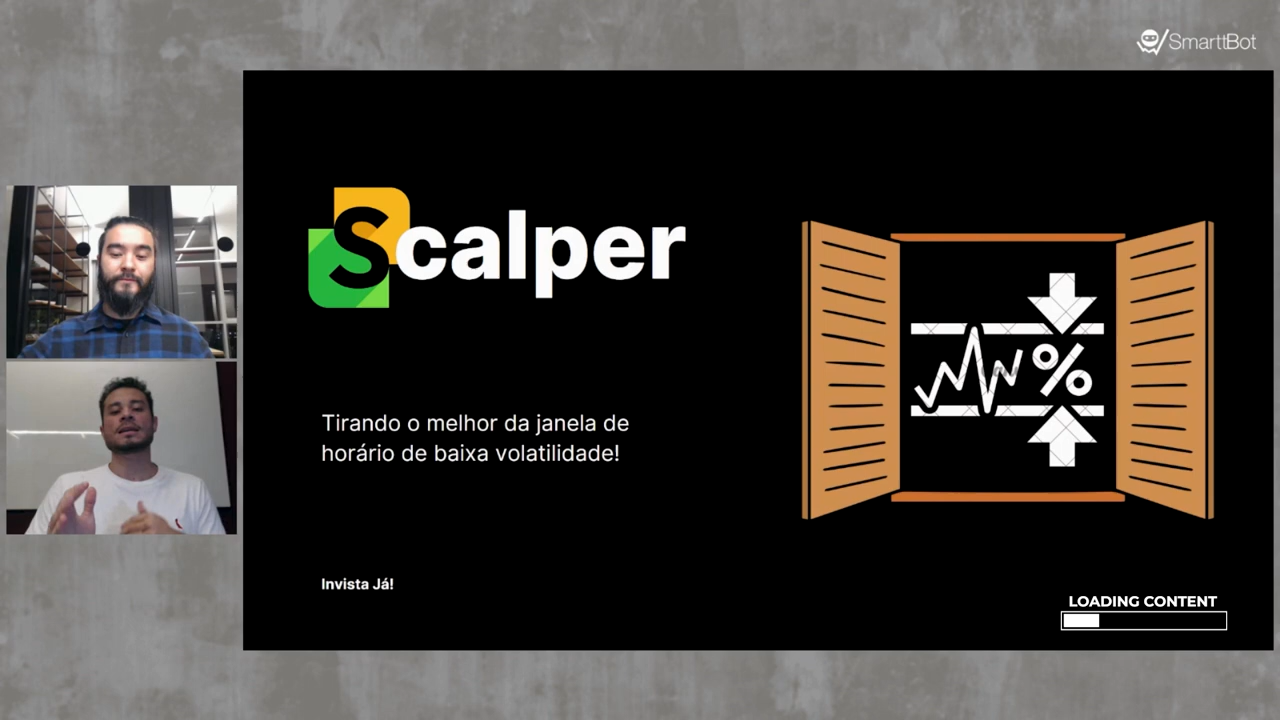 SmarttBot
Scalper
Tirando o melhor da janela de
horário de baixa volatilidade!
Invista Já!
LOADING CONTENT